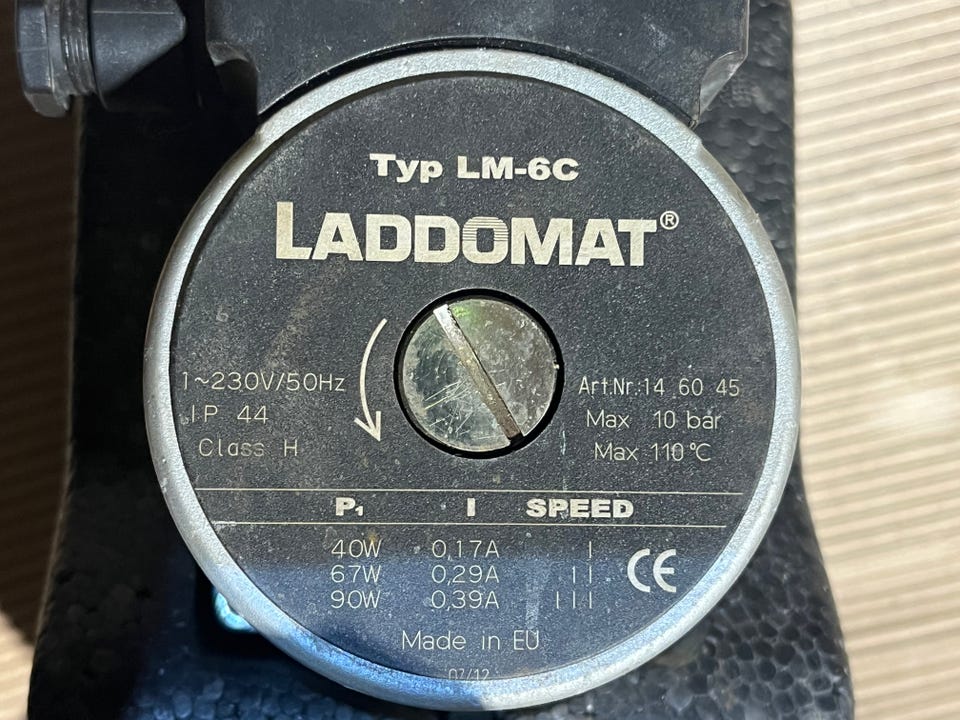 Typ LM-6C
LADDOMAT®
1~230V/50Hz
IP 44
Class H
Art.Nr.:14 60 45
Max 10 bar
Max 110°C
P₁ I SPEED
40W 0,17A I
67W 0,29A II
90W 0,39A III
CE
Made in EU
07/12